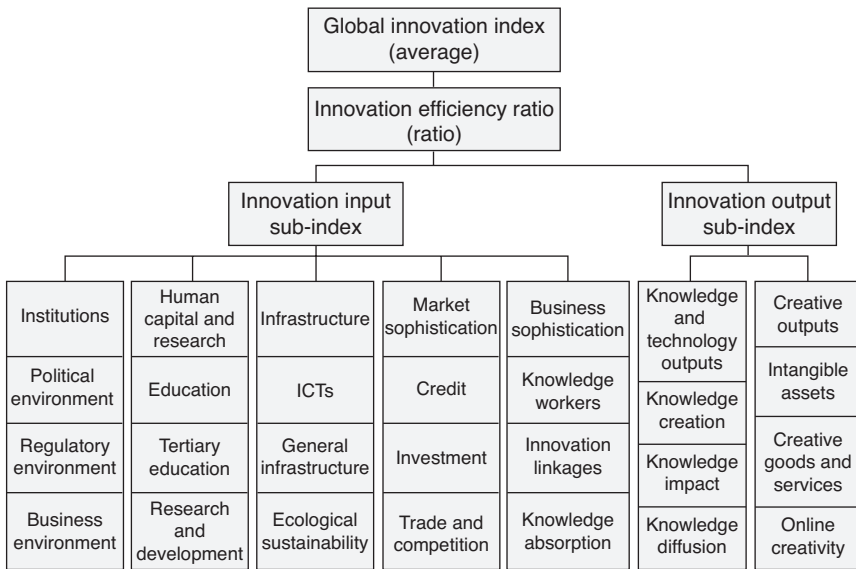 Global innovation index
(average)
Innovation efficiency ratio
(ratio)
Innovation input
sub-index
Innovation output
sub-index
Institutions
Political
environment
Regulatory
environment
Business
environment
Human
capital and
research
Education
Tertiary
education
Research
and
development
Infrastructure
ICTs
General
infrastructure
Ecological
sustainability
Market
sophistication
Credit
Investment
Trade and
competition
Business
sophistication
Knowledge
workers
Innovation
linkages
Knowledge
absorption
Knowledge
and
technology
outputs
Knowledge
creation
Knowledge
impact
Knowledge
diffusion
Creative
outputs
Intangible
assets
Creative
goods and
services
Online
creativity